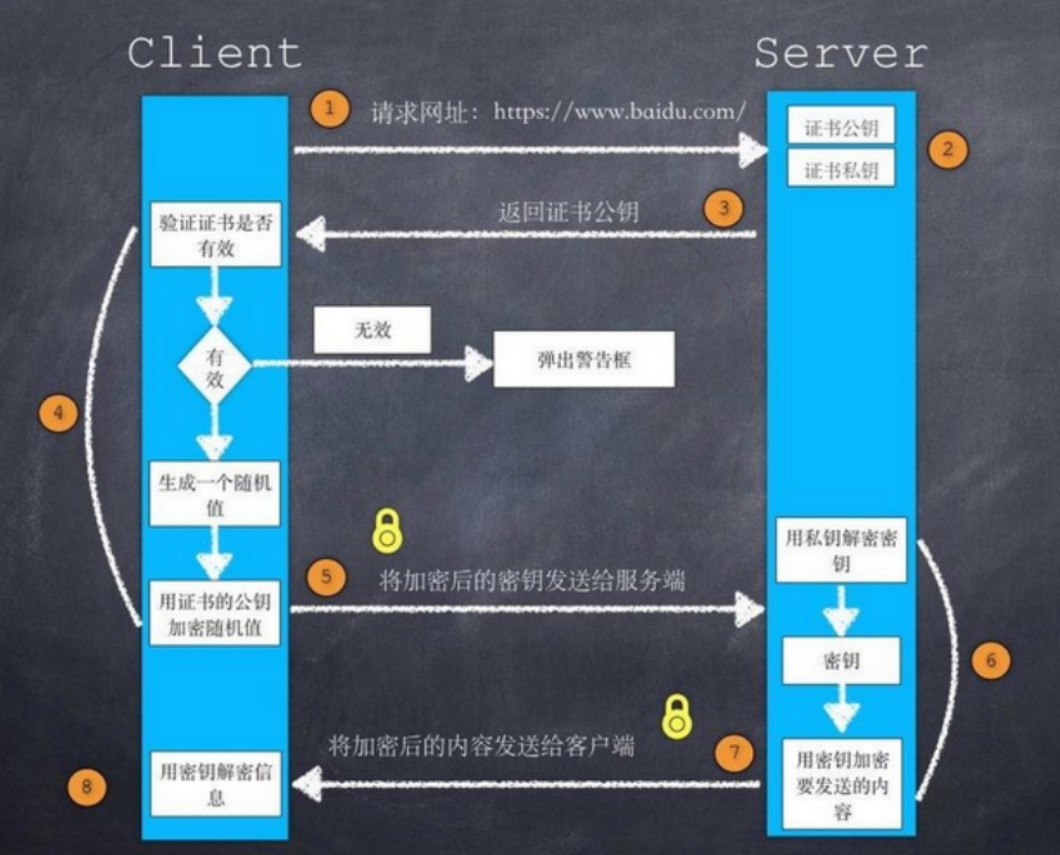 Client
Server
1
请求网址: https://www.baidu.com/
证书公钥
证书私钥
2
返回证书公钥
3
验证证书是否
有效
无效
有
效
弹出警告框
4
生成一个随机
值
用私钥解密密
钥
5
将加密后的密钥发送给服务端
用证书的公钥
加密随机值
密钥
6
将加密后的内容发送给客户端
7
用密钥加密
要发送的内
容
用密钥解密信
息
8